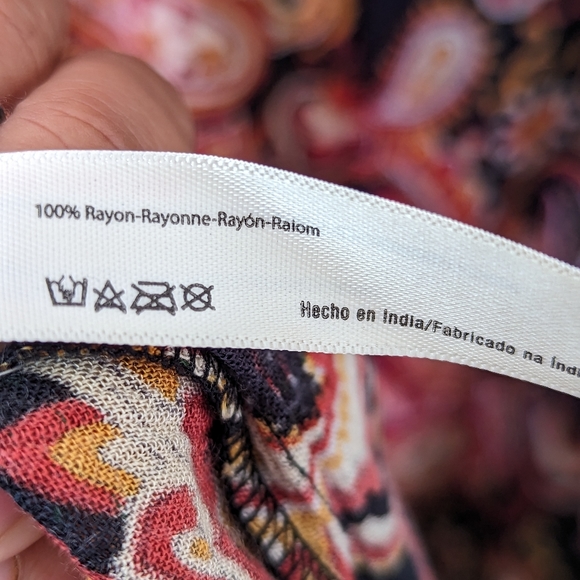 100% Rayon-Rayonne-Rayón-Raiom
Hecho en India/Fabricado na